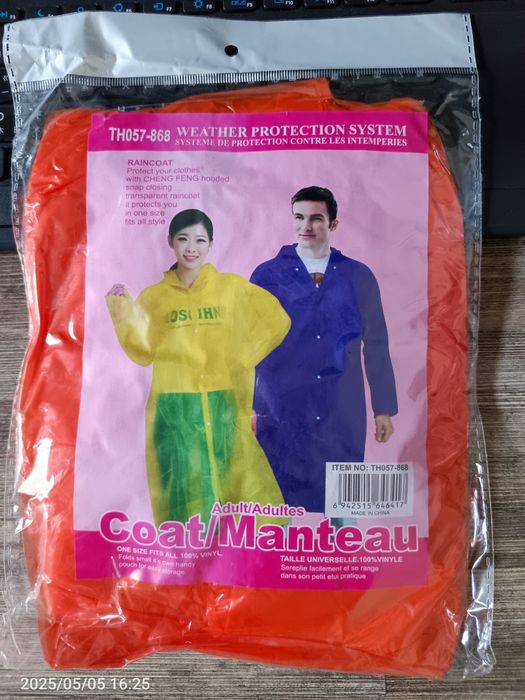 TH057-868 WEATHER PROTECTION SYSTEM
SYSTEME DE PROTECTION CONTRE LES INTEMPERIES
RAINCOAT
Protect your clothes
with CHENG FENG hooded
snap closing
transparent raincoat
it protects you
in one size
fits all style
ITEM NO: TH057-868
6 942515 646417
MADE IN CHINA
Adult/Adultes
Coat/Manteau
ONE SIZE FITS ALL 100% VINYL.
Folds small it's own handy
pouch for easy storage.
TAILLE UNIVERSELLE.100%VINYLE
Sereplie facilement et se range
dans son petit etui pratique
2025/05/05 16:25